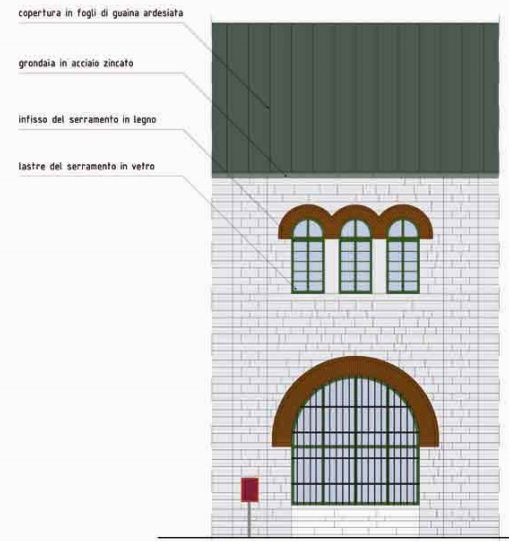 copertura in fogli di guaina ardesiata
grondaia in acciaio zincato
infisso del serramento in legno
lastre del serramento in vetro